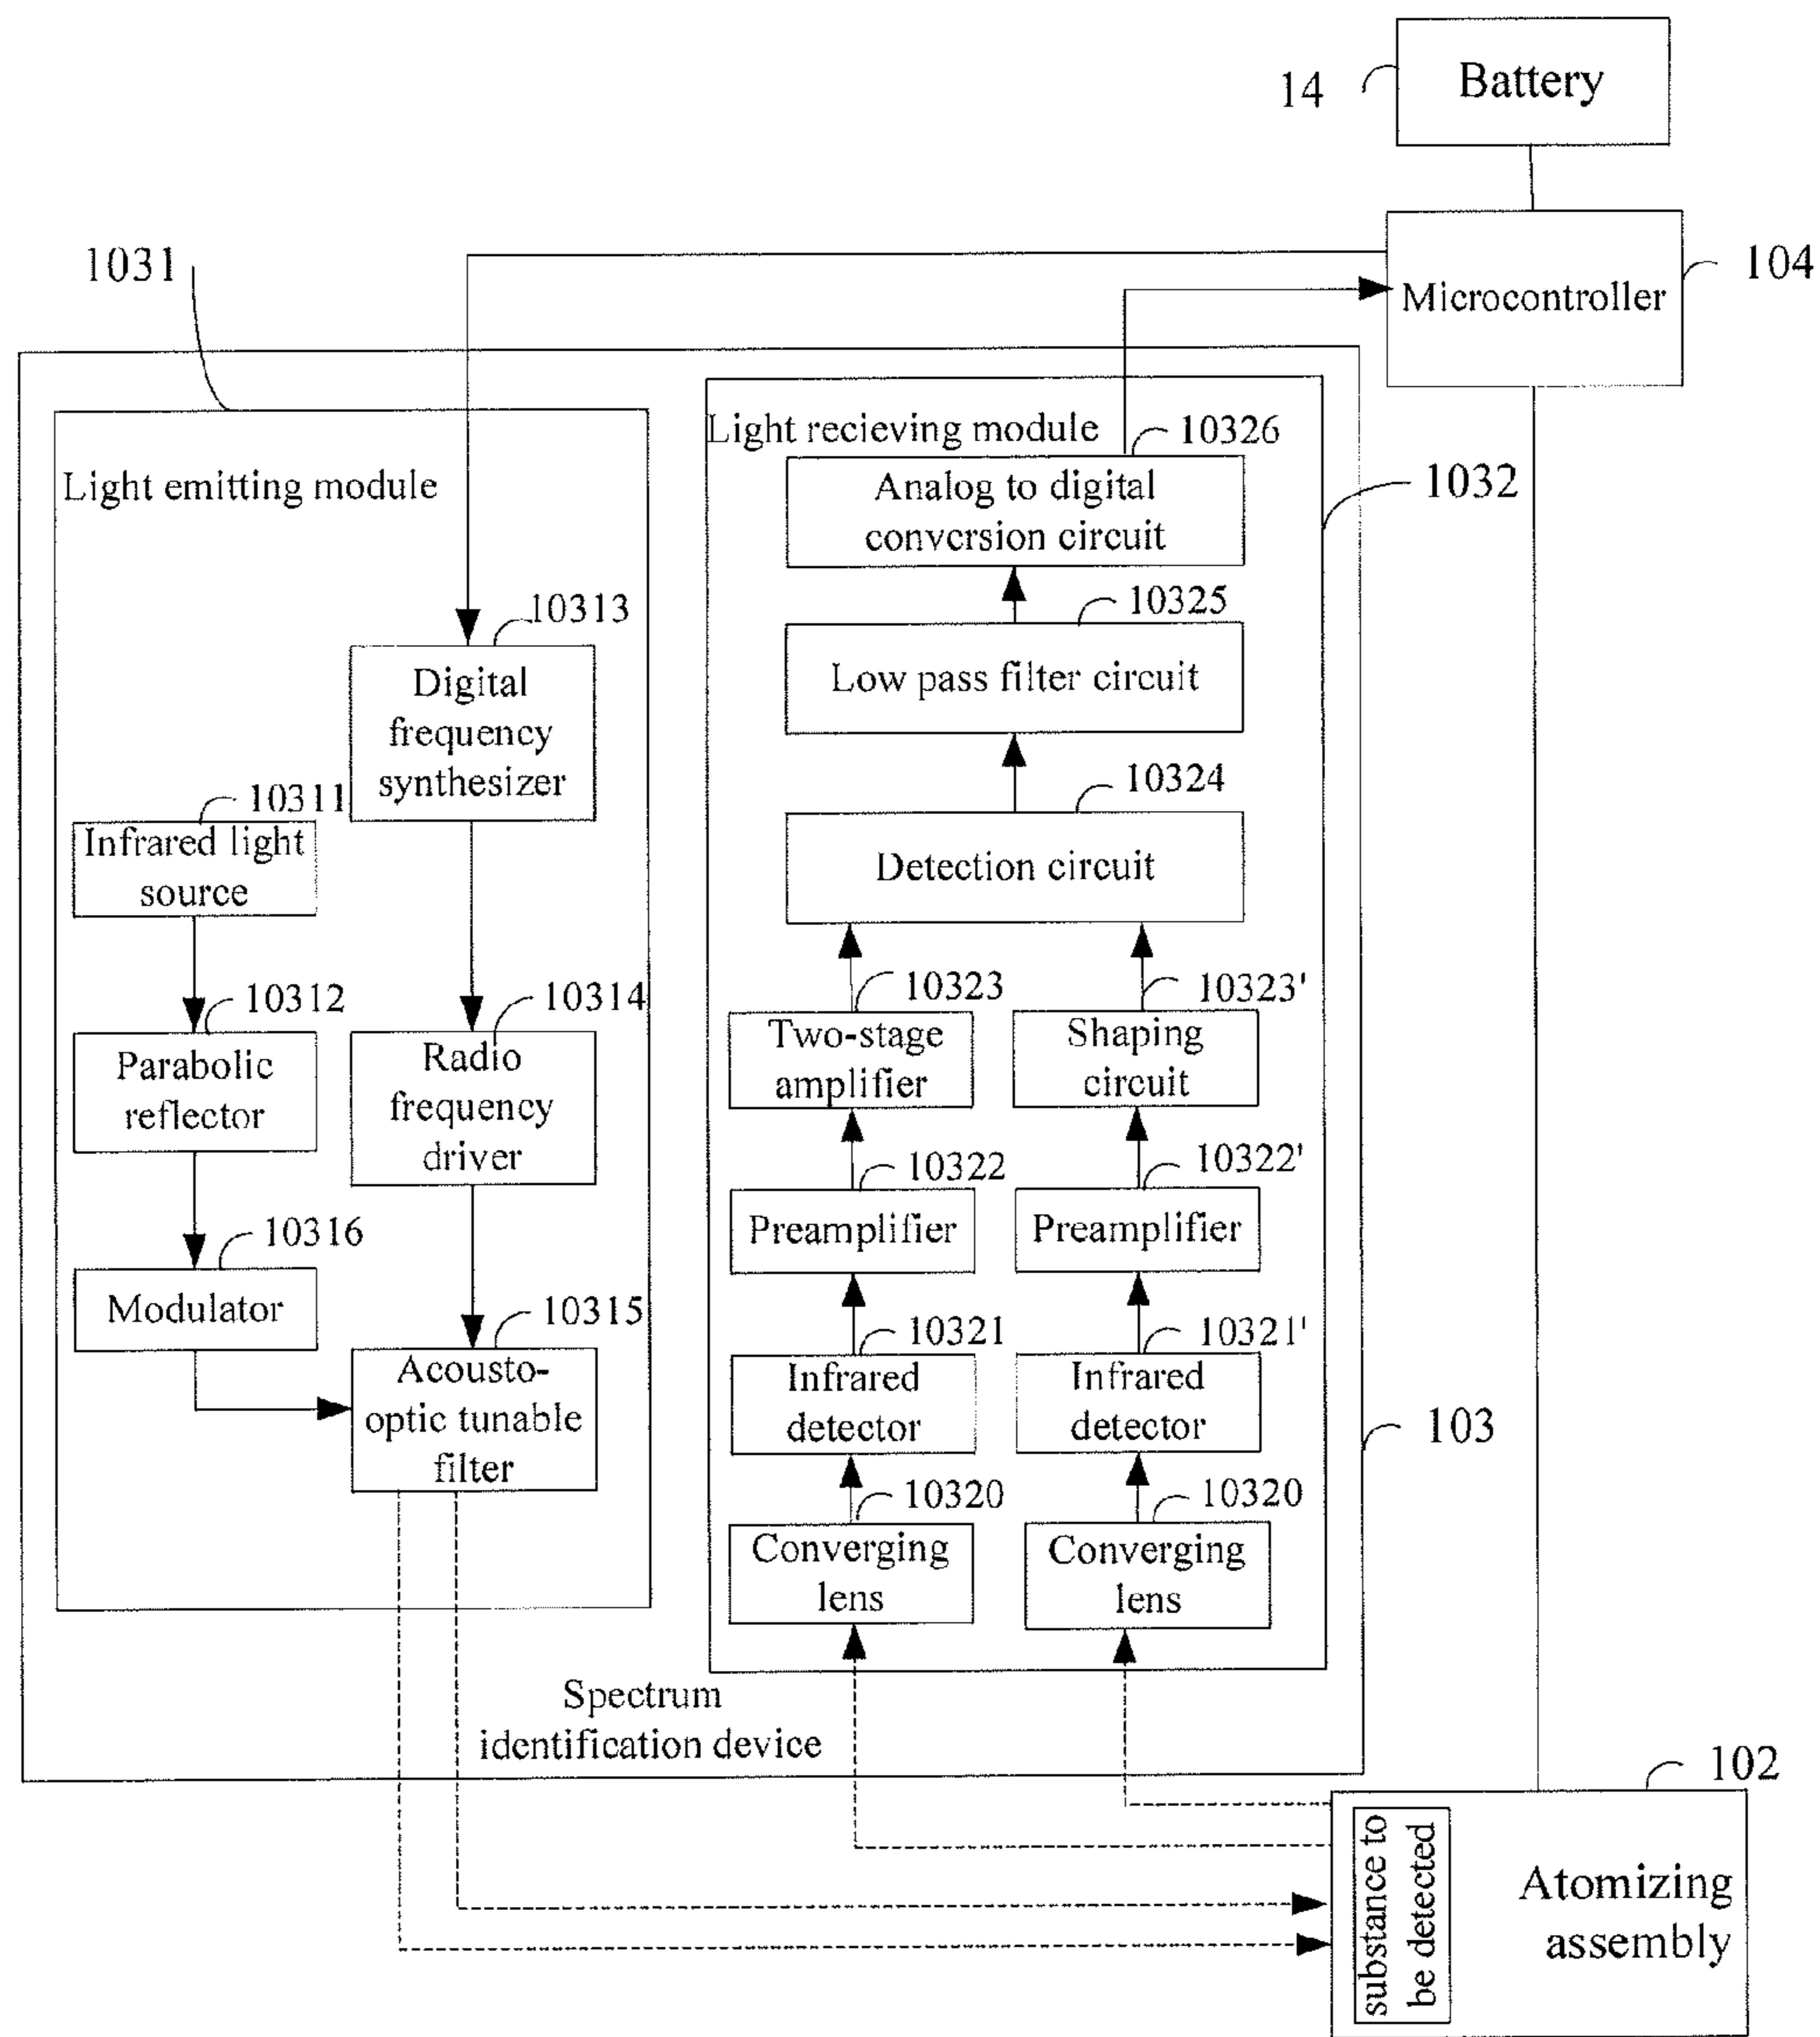 Battery
14
Microcontroller
104
1031
Light emitting module
10313
Digital
frequency
synthesizer
10311
Infrared light
source
10312
Parabolic
reflector
10314
Radio
frequency
driver
10316
Modulator
10315
Acousto-
optic tunable
filter
Light recieving module
10326
Analog to digital
conversion circuit
1032
10325
Low pass filter circuit
10324
Detection circuit
10323
Two-stage
amplifier
10323'
Shaping
circuit
10322
Preamplifier
10322'
Preamplifier
10321
Infrared
detector
10321'
Infrared
detector
10320
Converging
lens
10320
Converging
lens
103
Spectrum
identification device
102
substance to
be detected
Atomizing
assembly